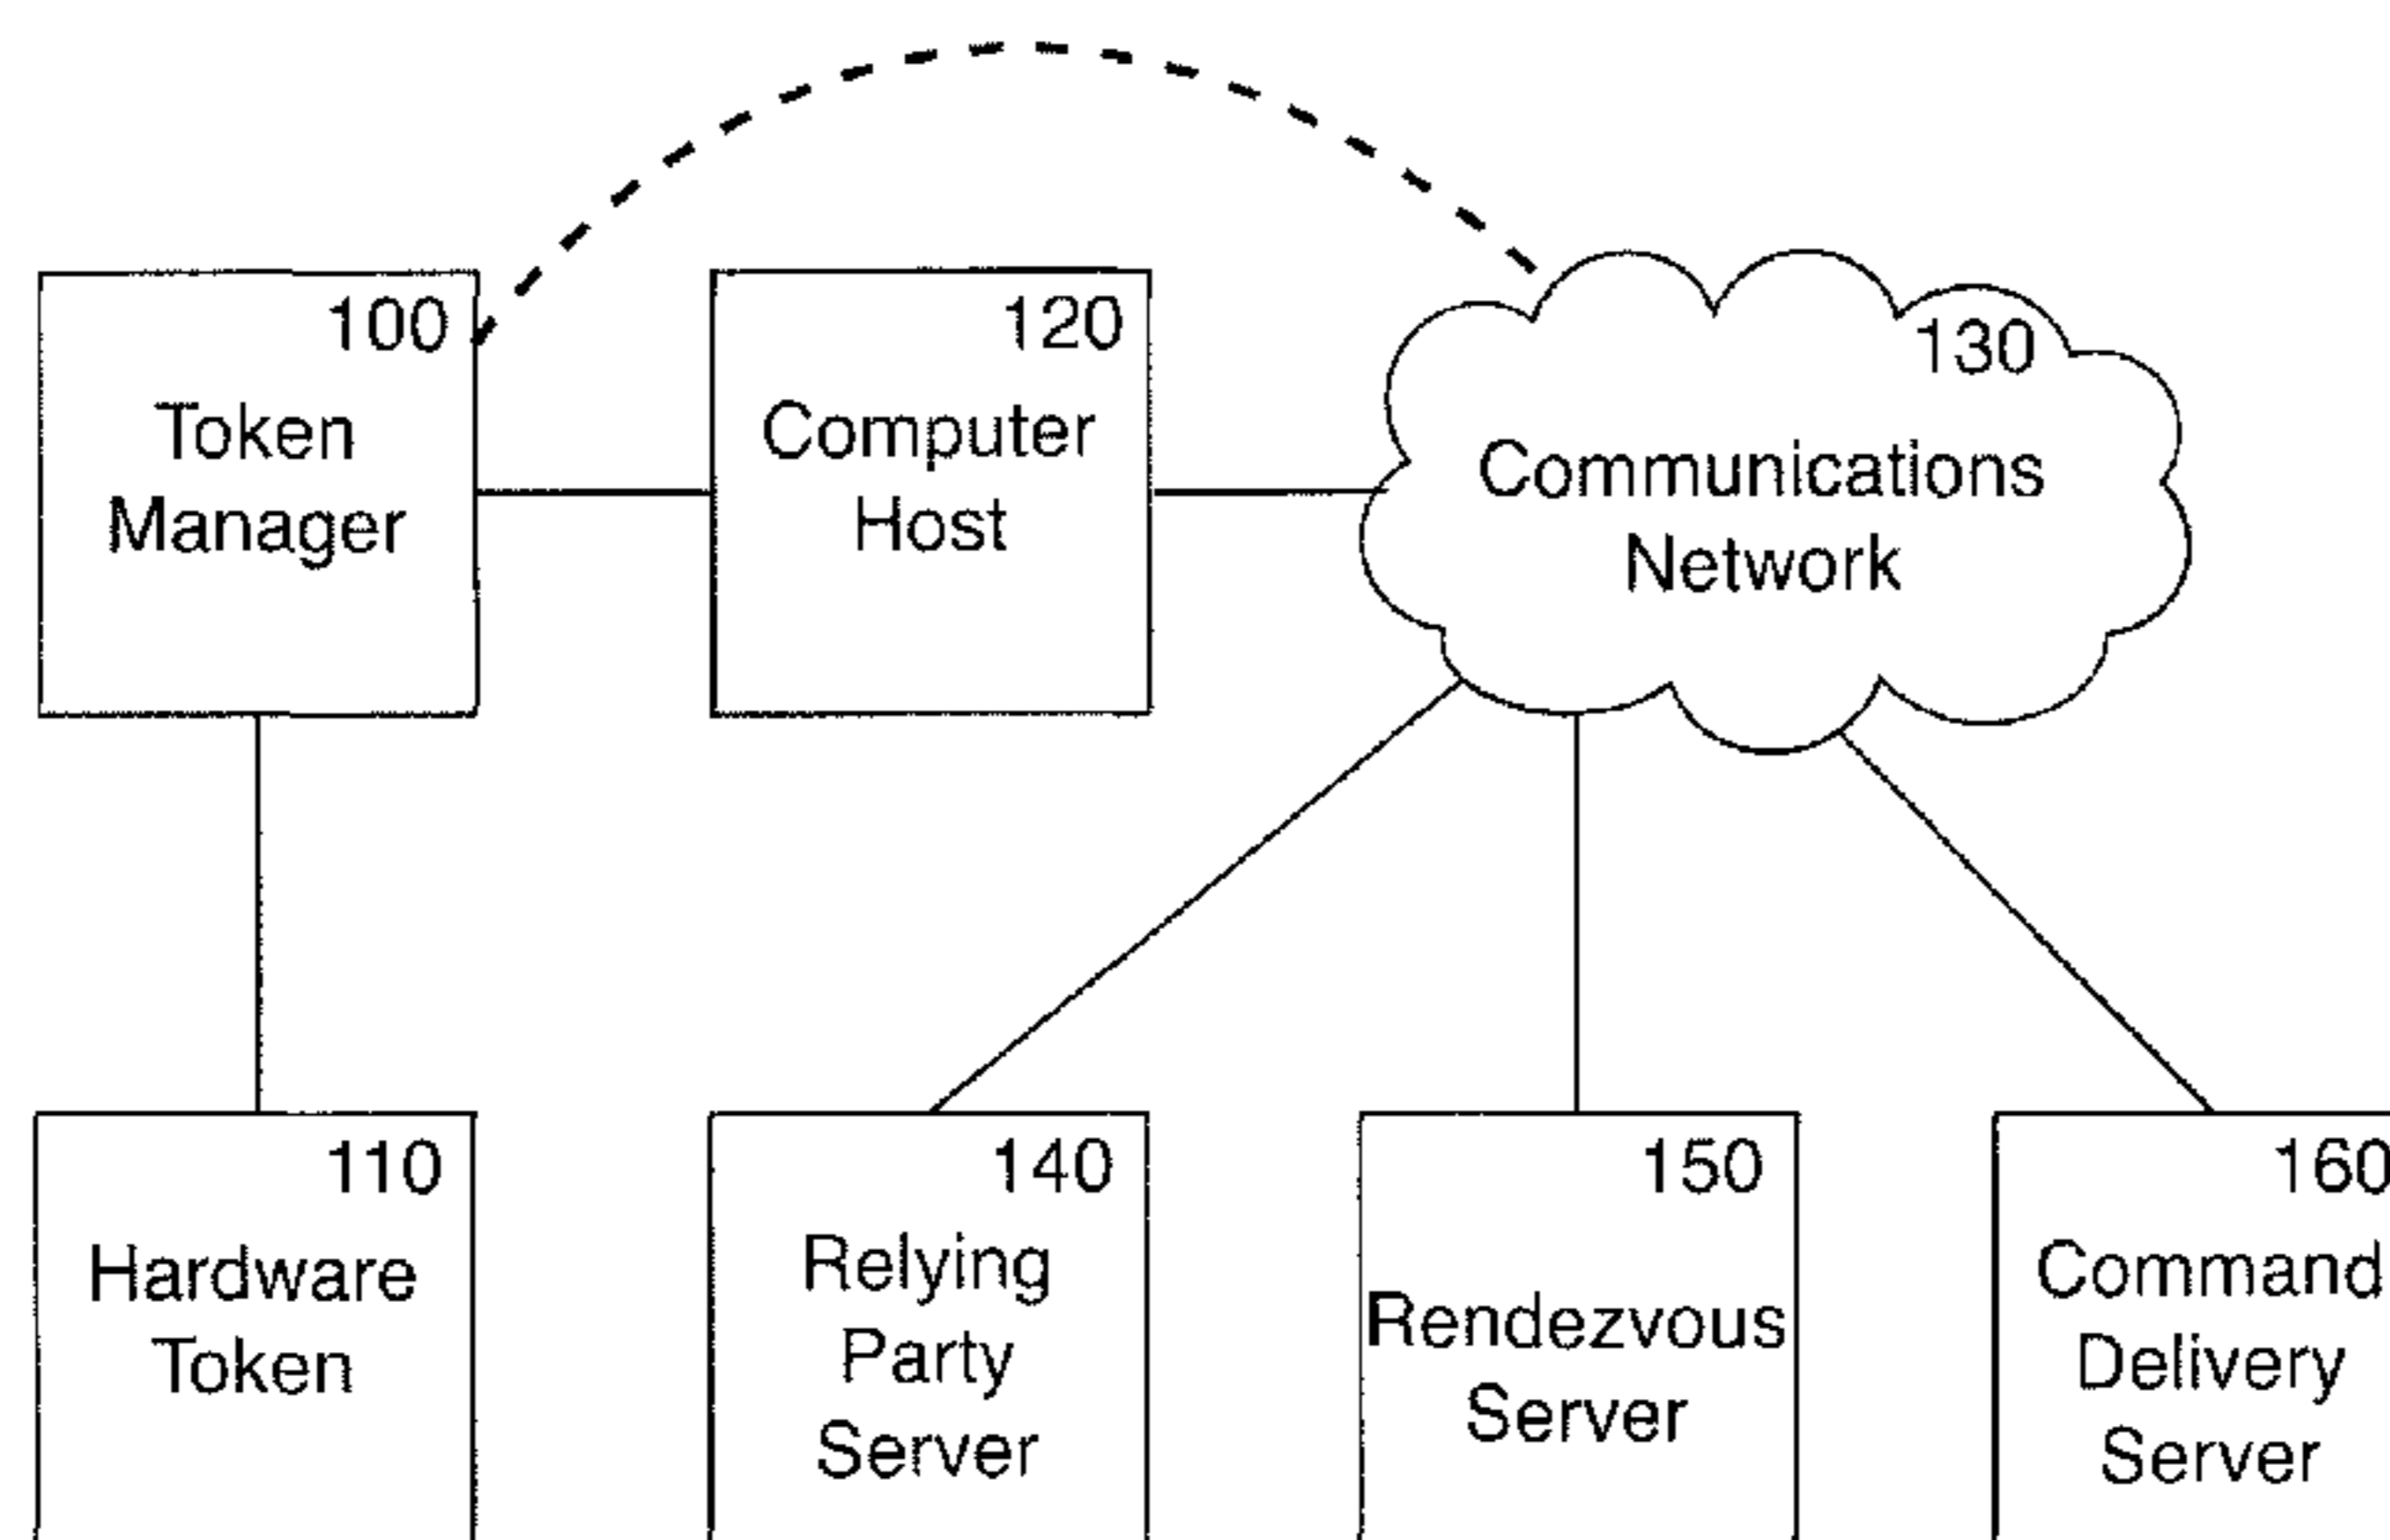 100
Token
Manager
120
Computer
Host
130
Communications
Network
110
Hardware
Token
140
Relying
Party
Server
150
Rendezvous
Server
160
Command
Delivery
Server